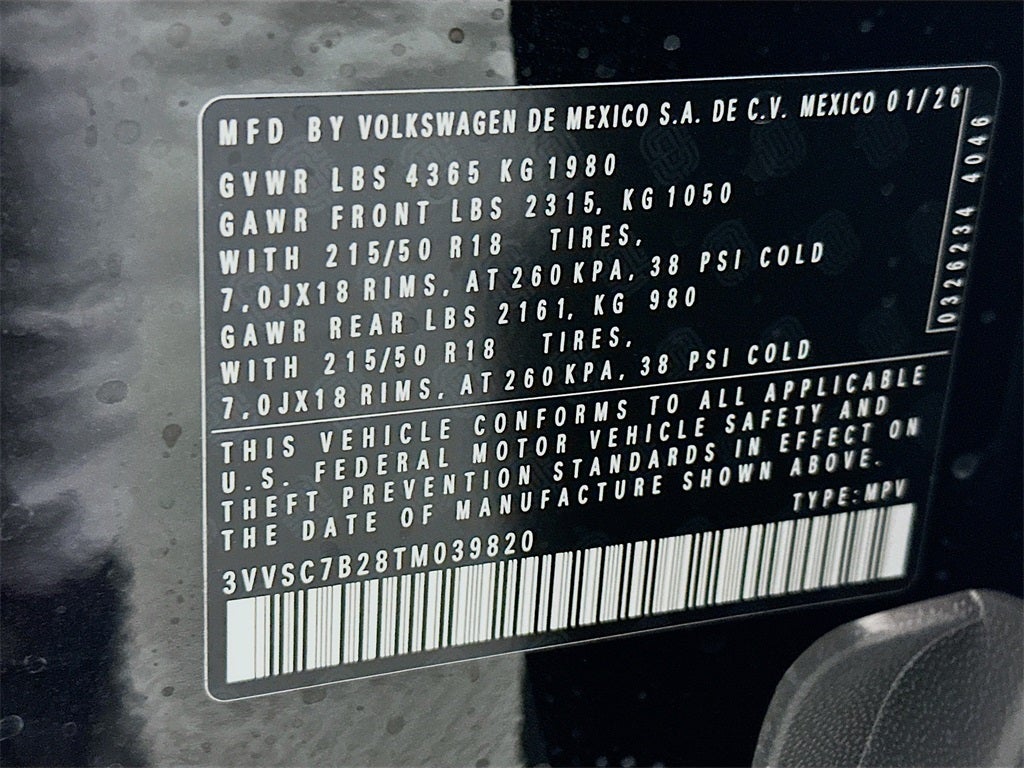 MFD BY VOLKSWAGEN DE MEXICO S.A. DE C.V. MEXICO 01/26
GVWR LBS 4365 KG 1980
GAWR FRONT LBS 2315, KG 1050
WITH 215/50 R18 TIRES,
7,0JX18 RIMS, AT 260 KPA, 38 PSI COLD
GAWR REAR LBS 2161, KG 980
WITH 215/50 R18 TIRES,
7,0JX18 RIMS, AT 260 KPA, 38 PSI COLD
0326234 4046
THIS VEHICLE CONFORMS TO ALL APPLICABLE
U.S. FEDERAL MOTOR VEHICLE SAFETY AND
THEFT PREVENTION STANDARDS IN EFFECT ON
THE DATE OF MANUFACTURE SHOWN ABOVE.
TYPE:MPV
3VVSC7B28TM039820